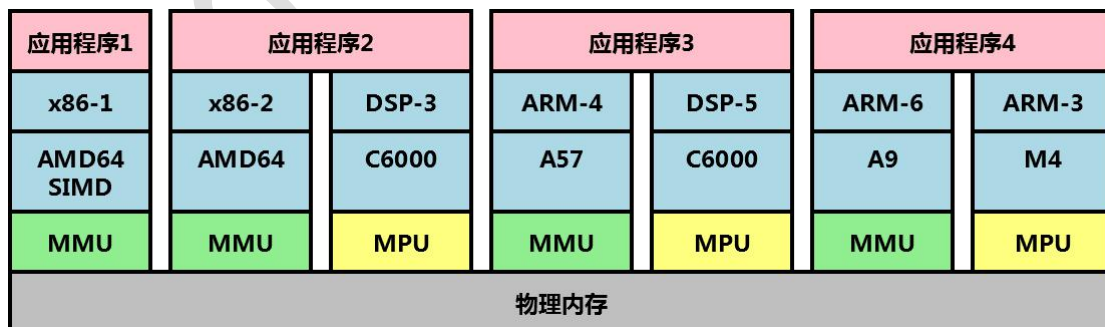 应用程序1 应用程序2 应用程序3 应用程序4
x86-1 x86-2 DSP-3 ARM-4 DSP-5 ARM-6 ARM-3
AMD64 AMD64 C6000 A57 C6000 A9 M4
SIMD
MMU MMU MPU MMU MPU MMU MPU
物理内存